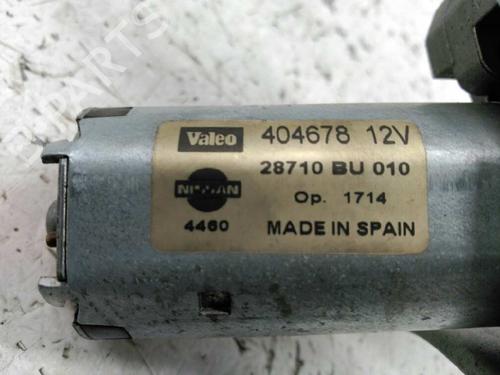 Valeo 404678 12V
28710 BU 010
NISSAN Op. 1714
4460 MADE IN SPAIN